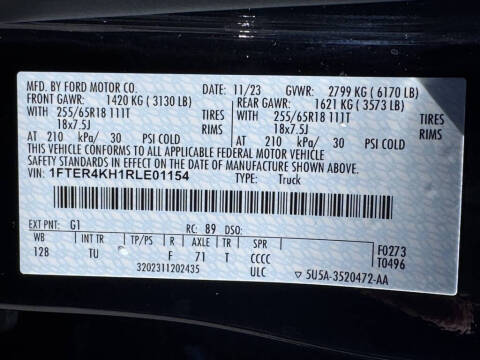 MFD. BY FORD MOTOR CO. DATE: 11/23 GVWR: 2799 KG ( 6170 LB)
FRONT GAWR: 1420 KG ( 3130 LB) REAR GAWR: 1621 KG ( 3573 LB)
WITH 255/65R18 111T TIRES WITH 255/65R18 111T TIRES
18x7.5J RIMS 18x7.5J RIMS
AT 210 kPa/ 30 PSI COLD AT 210 kPa/ 30 PSI COLD
THIS VEHICLE CONFORMS TO ALL APPLICABLE FEDERAL MOTOR VEHICLE
SAFETY STANDARDS IN EFFECT ON THE DATE OF MANUFACTURE SHOWN ABOVE.
VIN: 1FTER4KH1RLE01154 TYPE: Truck
EXT PNT: G1 RC: 89 DSO: F0273
WB INT TR TP/PS R AXLE TR SPR T0496
128 TU F 71 T CCCC
3202311202435 ULC ▽ 5U5A-3520472-AA